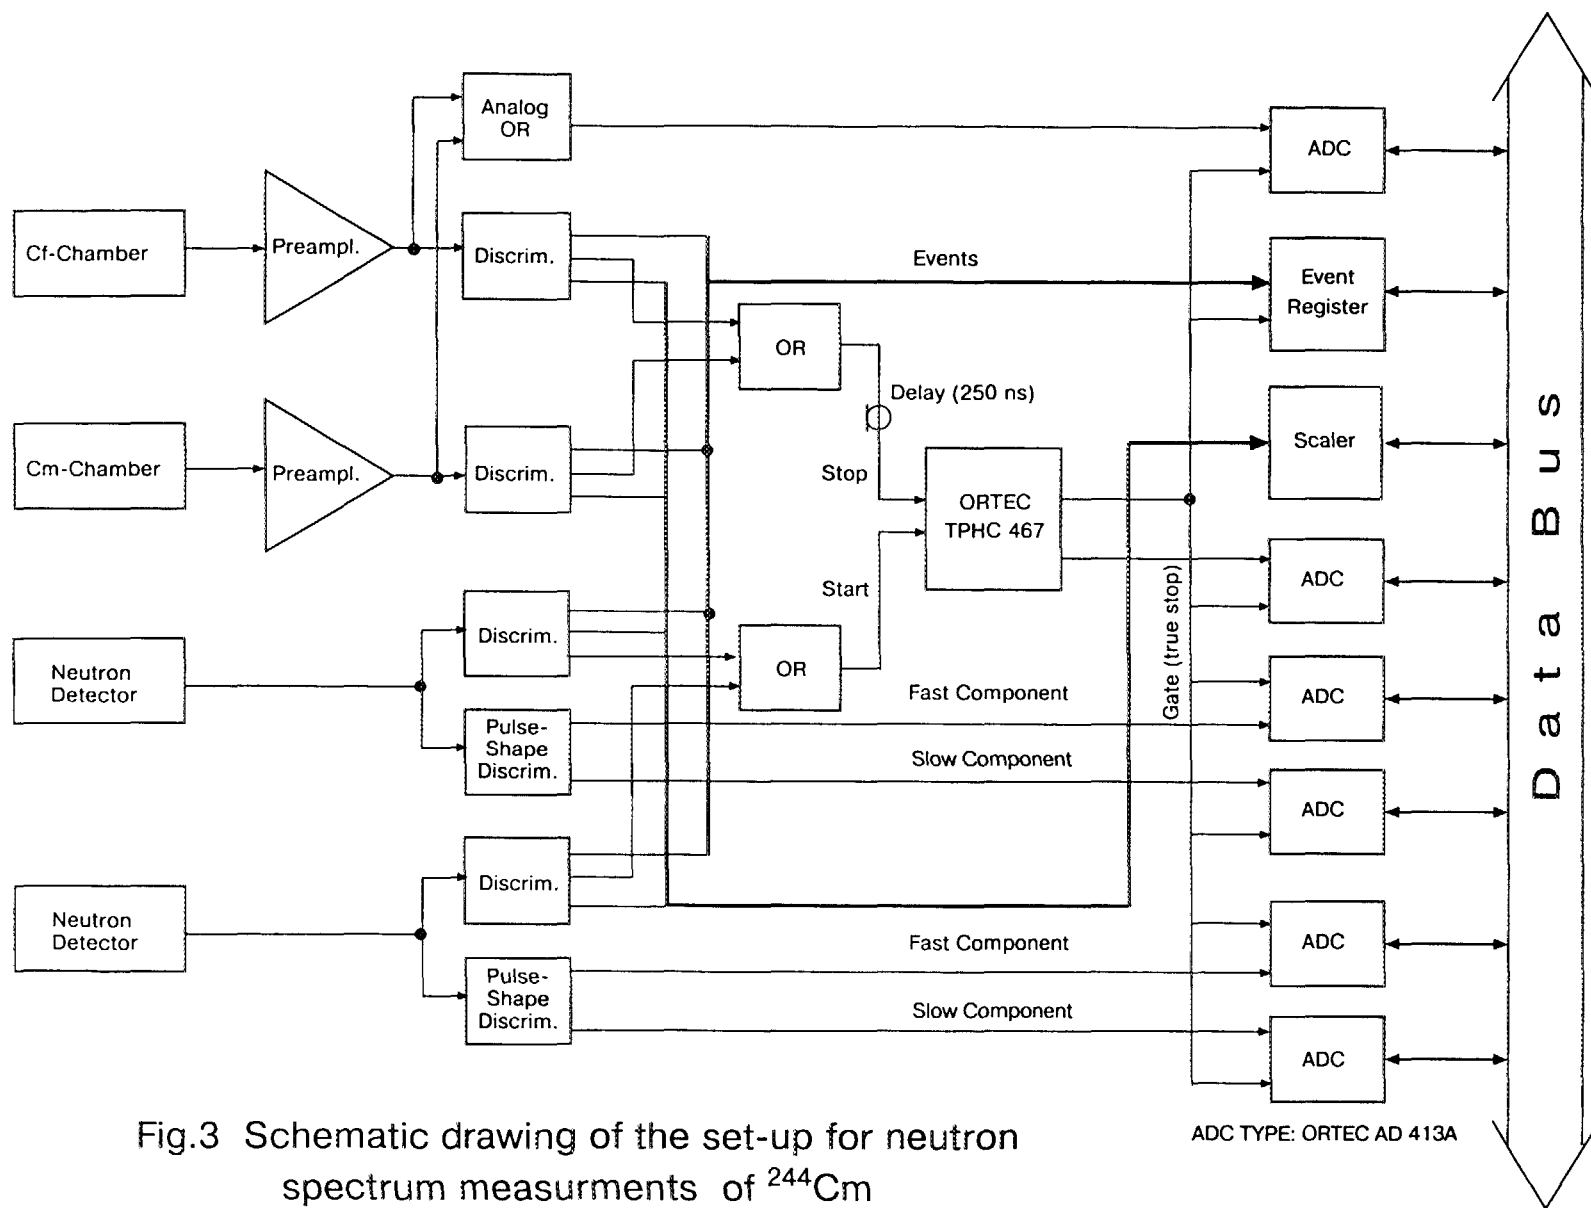 Analog
OR
ADC
Cf-Chamber
Preampl.
Discrim.
Events
Event
Register
OR
Delay (250 ns)
Cm-Chamber
Preampl.
Discrim.
Stop
Scaler
ORTEC
TPHC 467
Start
ADC
Gate (true stop)
Neutron
Detector
Discrim.
OR
Fast Component
ADC
Pulse-
Shape
Discrim.
Slow Component
ADC
Neutron
Detector
Discrim.
Fast Component
ADC
Pulse-
Shape
Discrim.
Slow Component
ADC
Data Bus
ADC TYPE: ORTEC AD 413A
Fig.3 Schematic drawing of the set-up for neutron
spectrum measurments of ²⁴⁴Cm